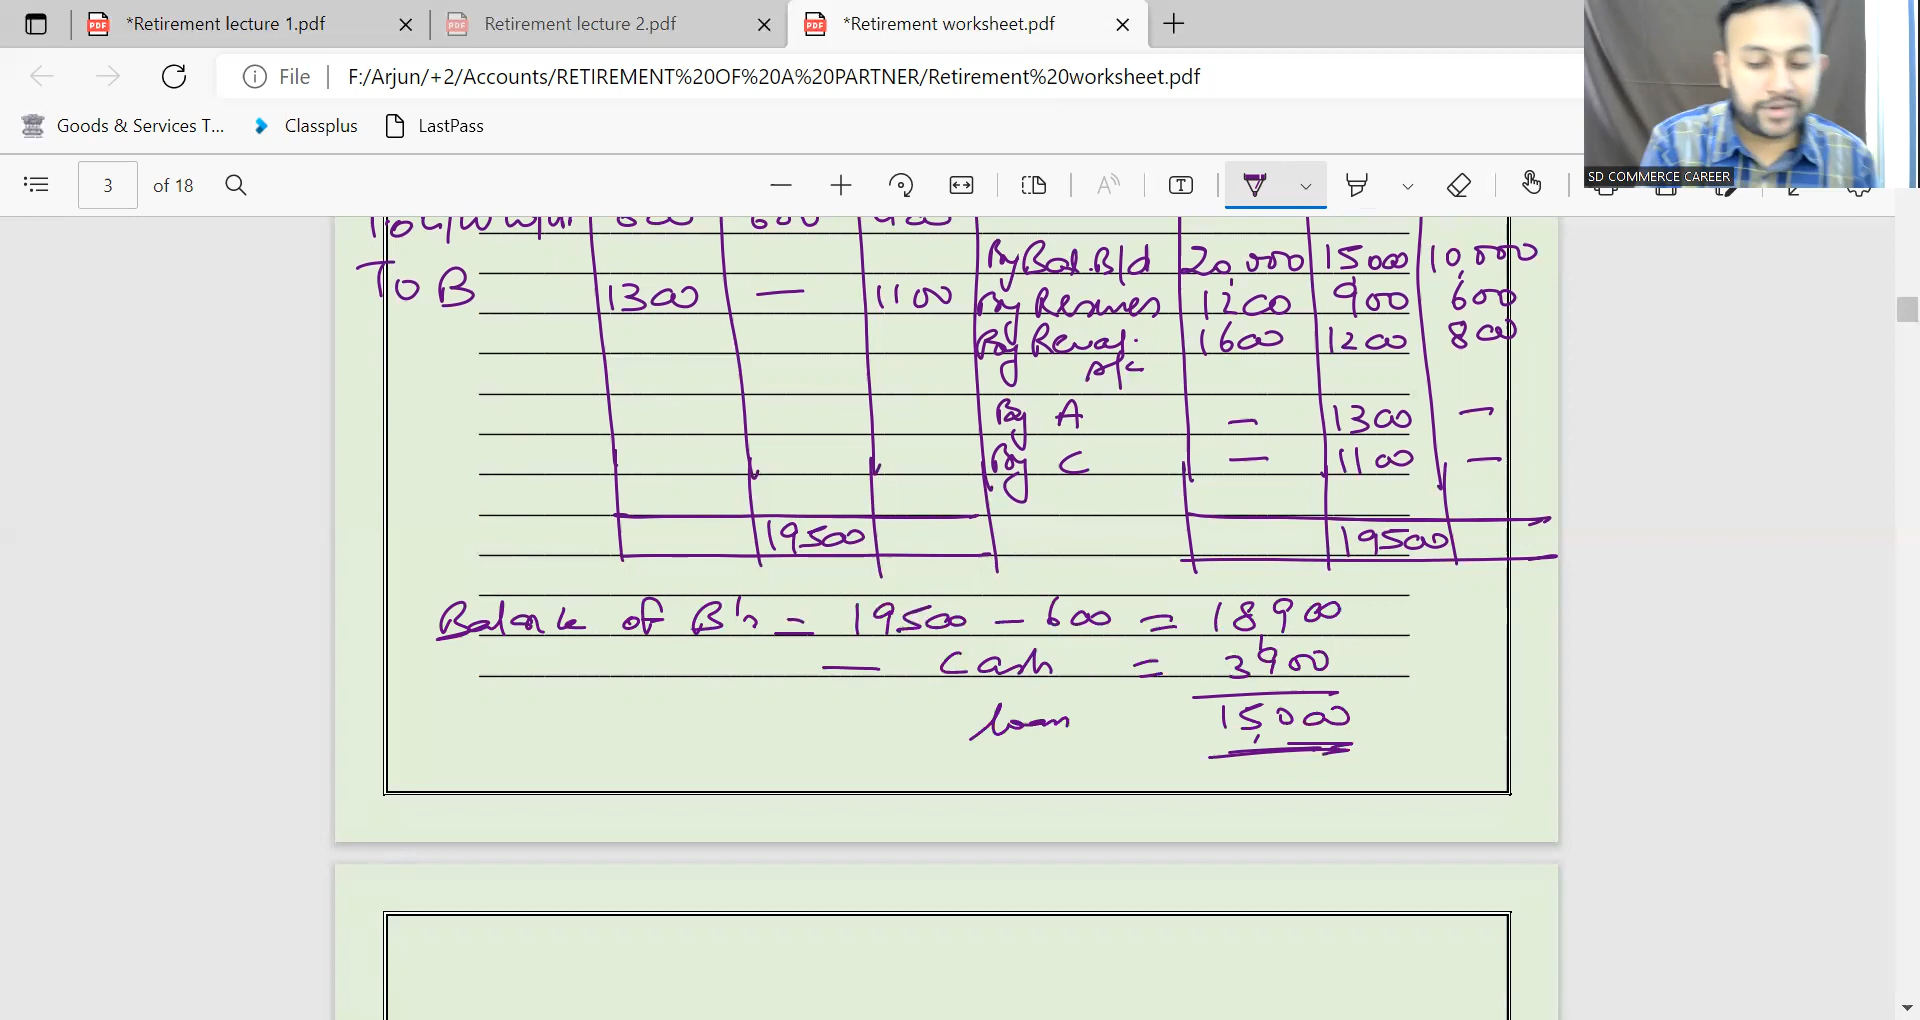 *Retirement lecture 1.pdf Retirement lecture 2.pdf *Retirement worksheet.pdf
File F:/Arjun/+2/Accounts/RETIREMENT%20OF%20A%20PARTNER/Retirement%20worksheet.pdf
Goods & Services T... Classplus LastPass
SD COMMERCE CAREER
3 of 18
600
By Bal. B/d 20,000 15000 10,000
To B 1300 — 1100 By Reserves 1200 900 600
By Reval. A/c 1600 1200 800
By A — 1300 —
By C — 1100 —
19500 19500
Balance of B's = 19500 - 600 = 18900
— Cash = 3900
loan 15,000